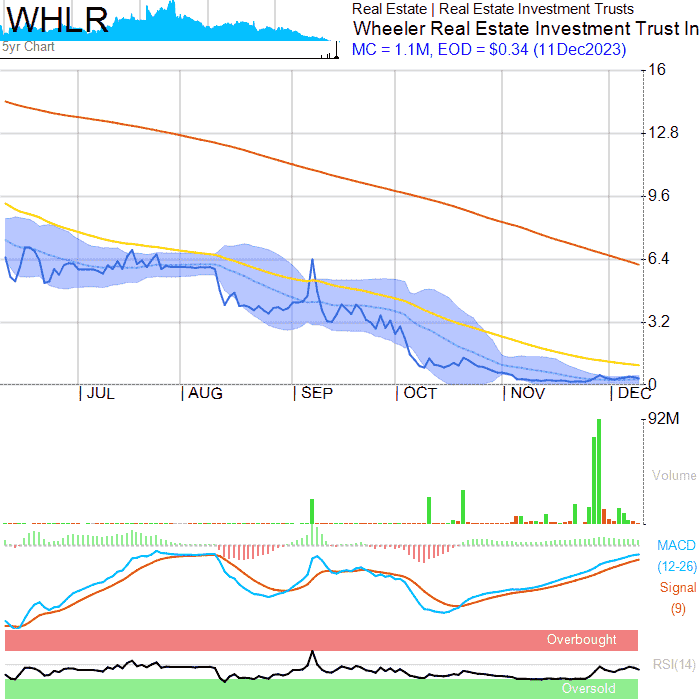 WHLR
Real Estate | Real Estate Investment Trusts
Wheeler Real Estate Investment Trust In
5yr Chart
MC = 1.1M, EOD = $0.34 (11Dec2023)
16
12.8
9.6
6.4
3.2
0
JUL AUG SEP OCT NOV DEC
92M
Volume
MACD
(12-26)
Signal
(9)
Overbought
RSI(14)
Oversold